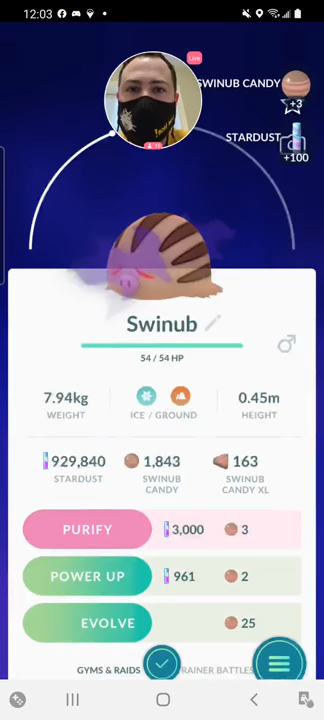 12:03
Live
SWINUB CANDY
+3
STARDUST
+100
Swinub
54 / 54 HP
7.94kg
WEIGHT
ICE / GROUND
0.45m
HEIGHT
929,840
STARDUST
1,843
SWINUB
CANDY
163
SWINUB
CANDY XL
PURIFY
3,000
3
POWER UP
961
2
EVOLVE
25
GYMS & RAIDS
TRAINER BATTLES